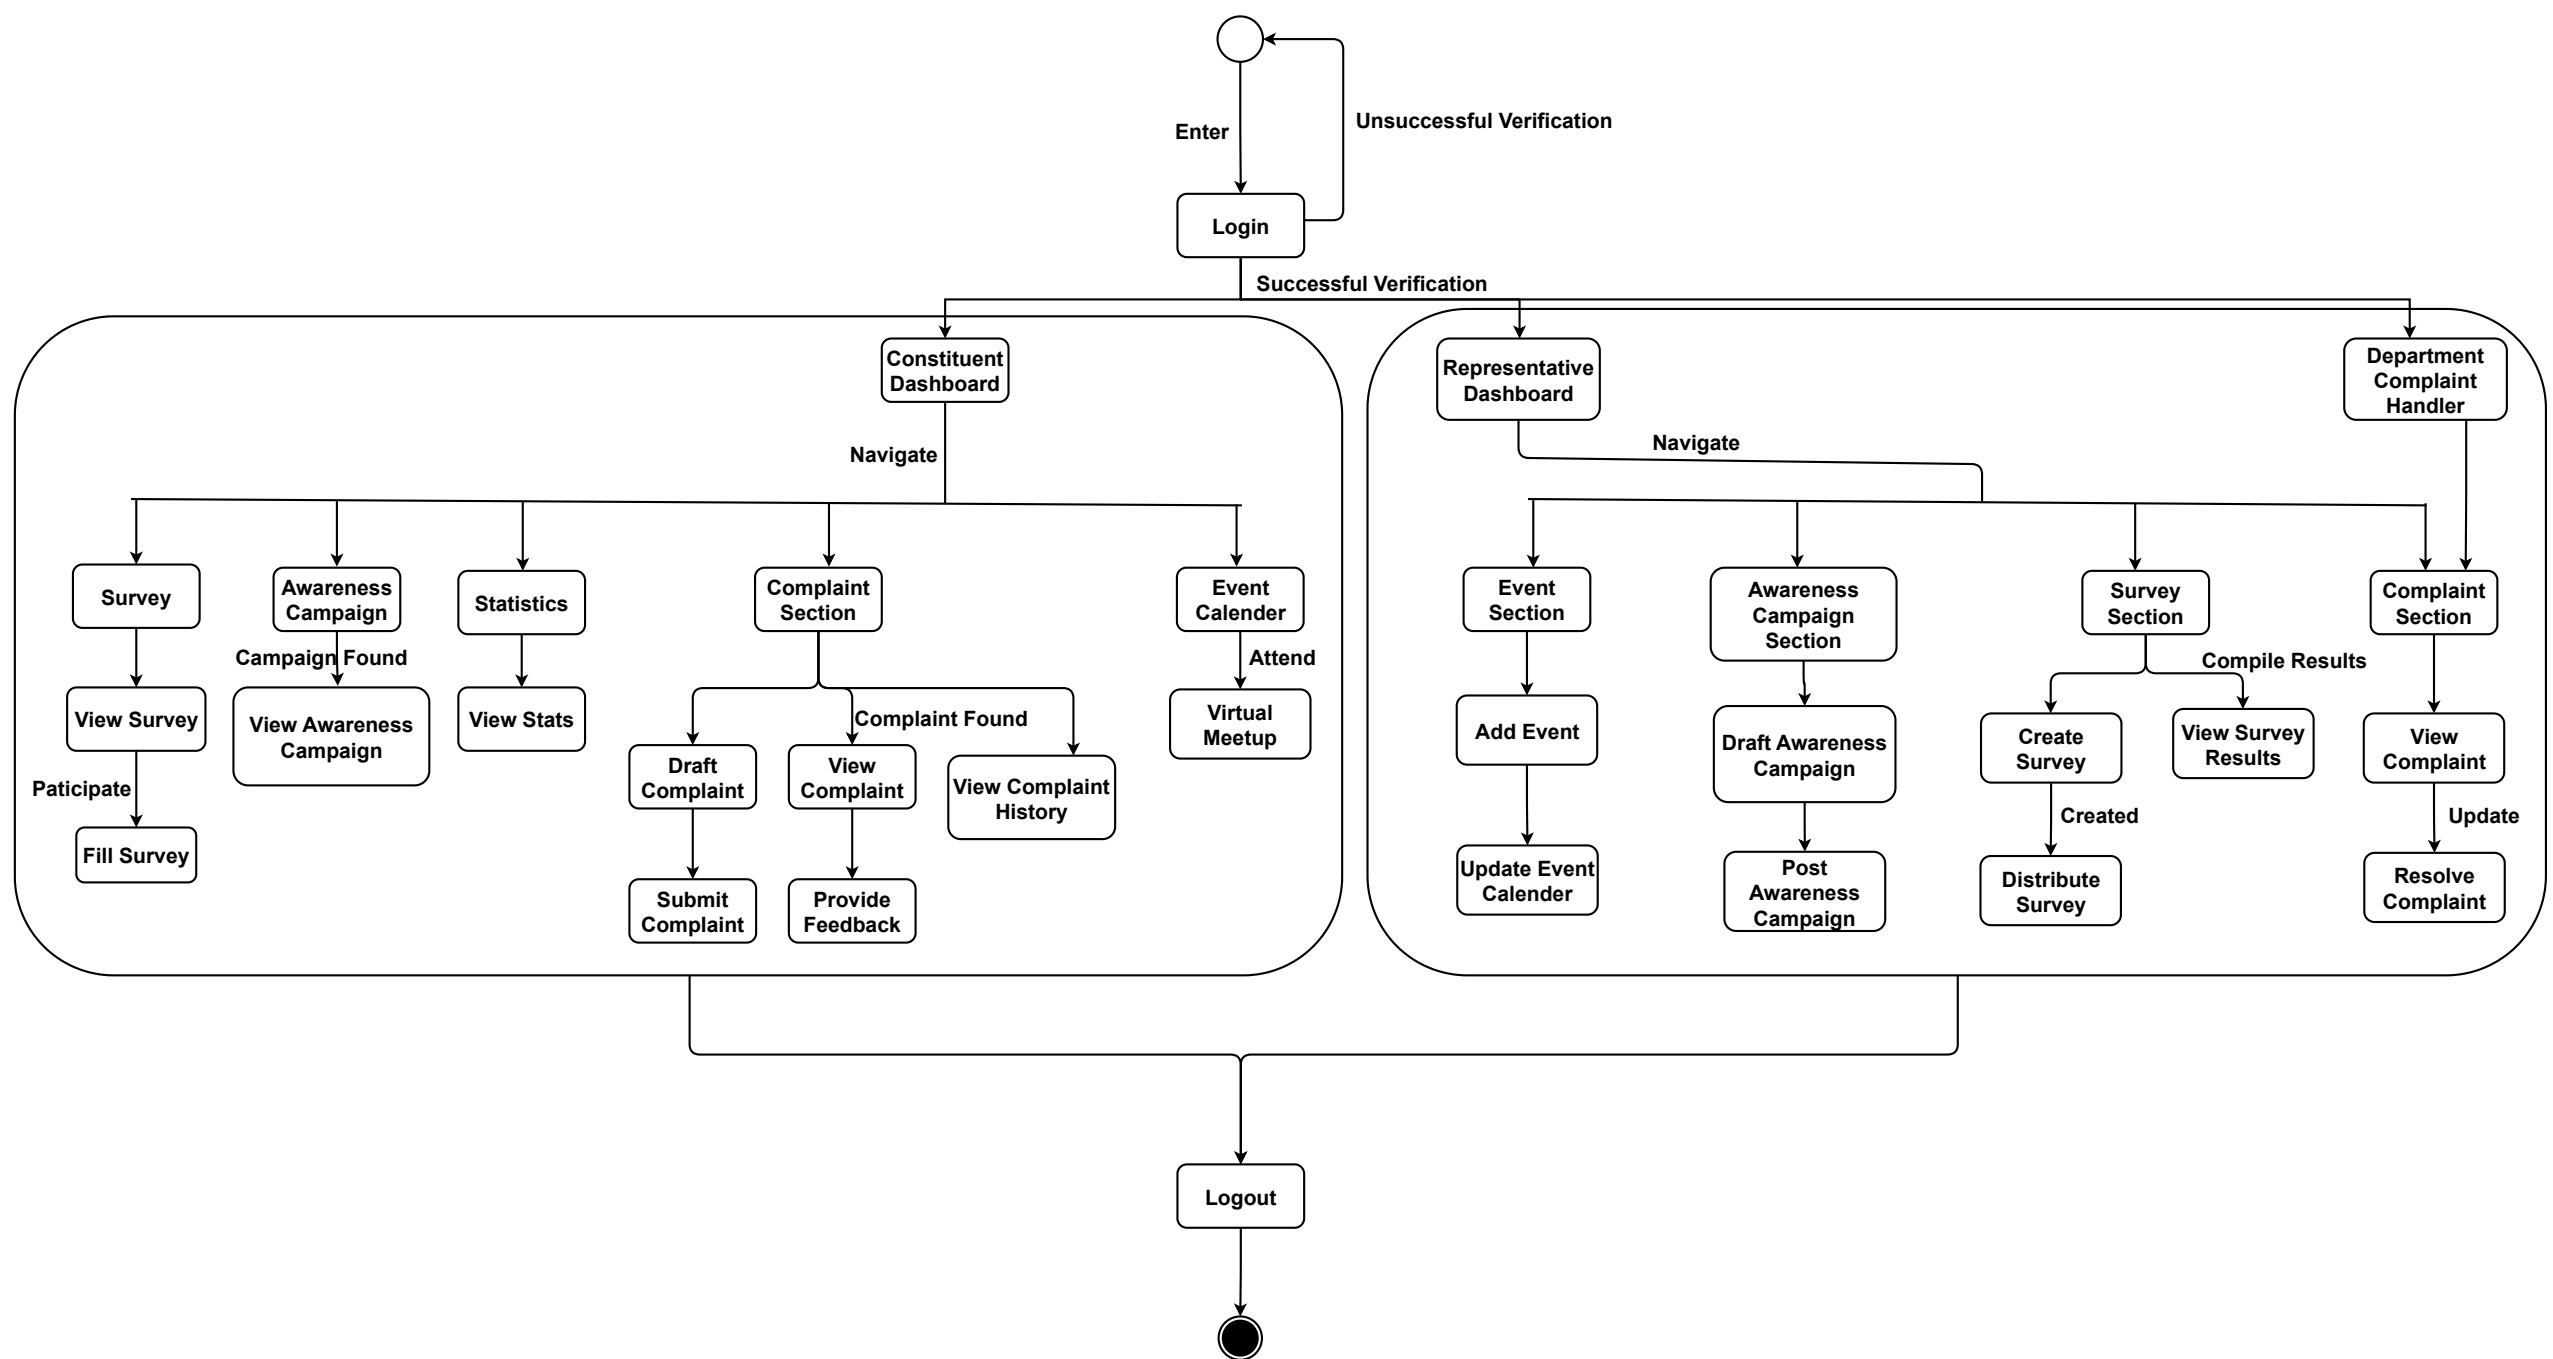 Enter
Unsuccessful Verification
Login
Successful Verification
Constituent
Dashboard
Navigate
Survey
Awareness
Campaign
Statistics
Complaint
Section
Event
Calender
Campaign Found
Attend
View Survey
View Awareness
Campaign
View Stats
Complaint Found
Virtual
Meetup
Draft
Complaint
View
Complaint
View Complaint
History
Paticipate
Fill Survey
Submit
Complaint
Provide
Feedback
Representative
Dashboard
Department
Complaint
Handler
Navigate
Event
Section
Awareness
Campaign
Section
Survey
Section
Complaint
Section
Compile Results
Add Event
Draft Awareness
Campaign
Create
Survey
View Survey
Results
View
Complaint
Created
Update
Update Event
Calender
Post
Awareness
Campaign
Distribute
Survey
Resolve
Complaint
Logout